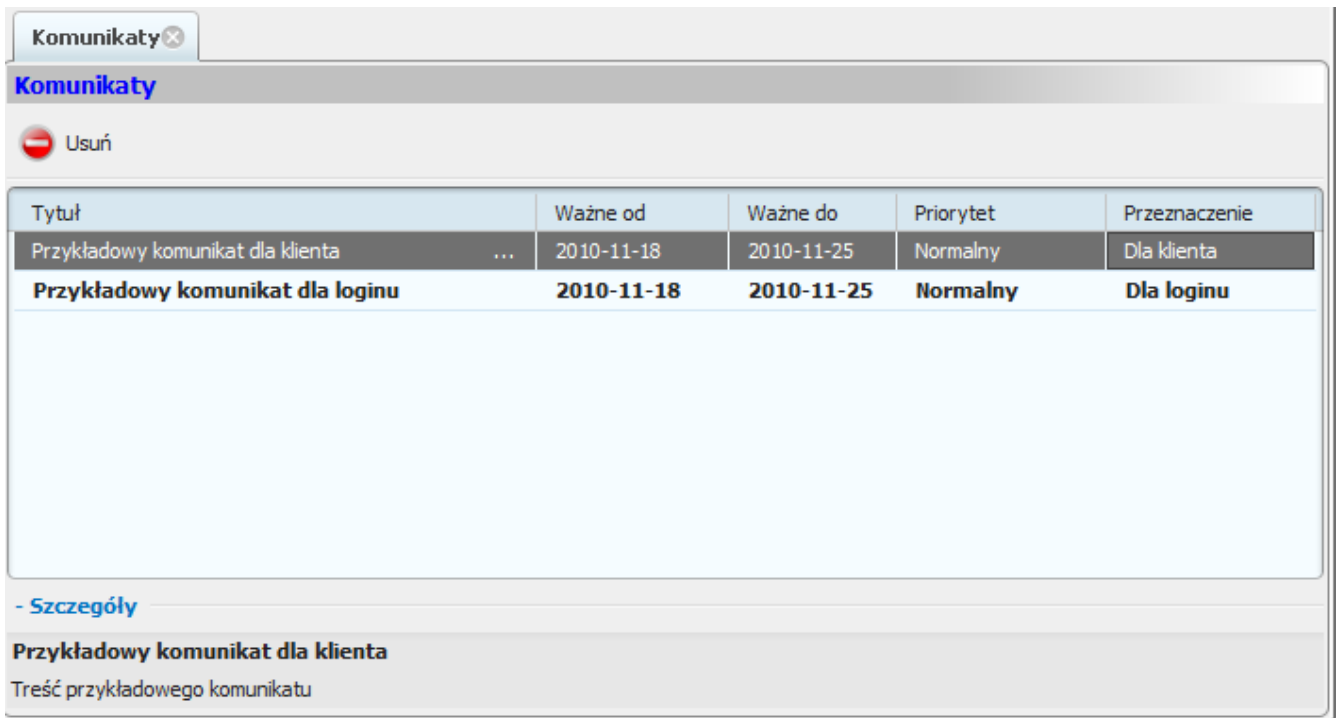 Komunikaty
Komunikaty
Usuń
Tytuł Ważne od Ważne do Priorytet Przeznaczenie
Przykładowy komunikat dla klienta ... 2010-11-18 2010-11-25 Normalny Dla klienta
Przykładowy komunikat dla loginu 2010-11-18 2010-11-25 Normalny Dla loginu
- Szczegóły
Przykładowy komunikat dla klienta
Treść przykładowego komunikatu